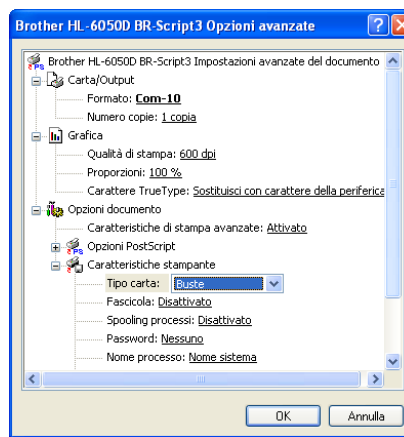 Brother HL-6050D BR-Script3 Opzioni avanzate
Brother HL-6050D BR-Script3 Impostazioni avanzate del documento
Carta/Output
Formato: Com-10
Numero copie: 1 copia
Grafica
Qualità di stampa: 600 dpi
Proporzioni: 100 %
Carattere TrueType: Sostituisci con carattere della periferica
Opzioni documento
Caratteristiche di stampa avanzate: Attivato
Opzioni PostScript
Caratteristiche stampante
Tipo carta: Buste
Fascicola: Disattivato
Spooling processi: Disattivato
Password: Nessuno
Nome processo: Nome sistema
OK Annulla